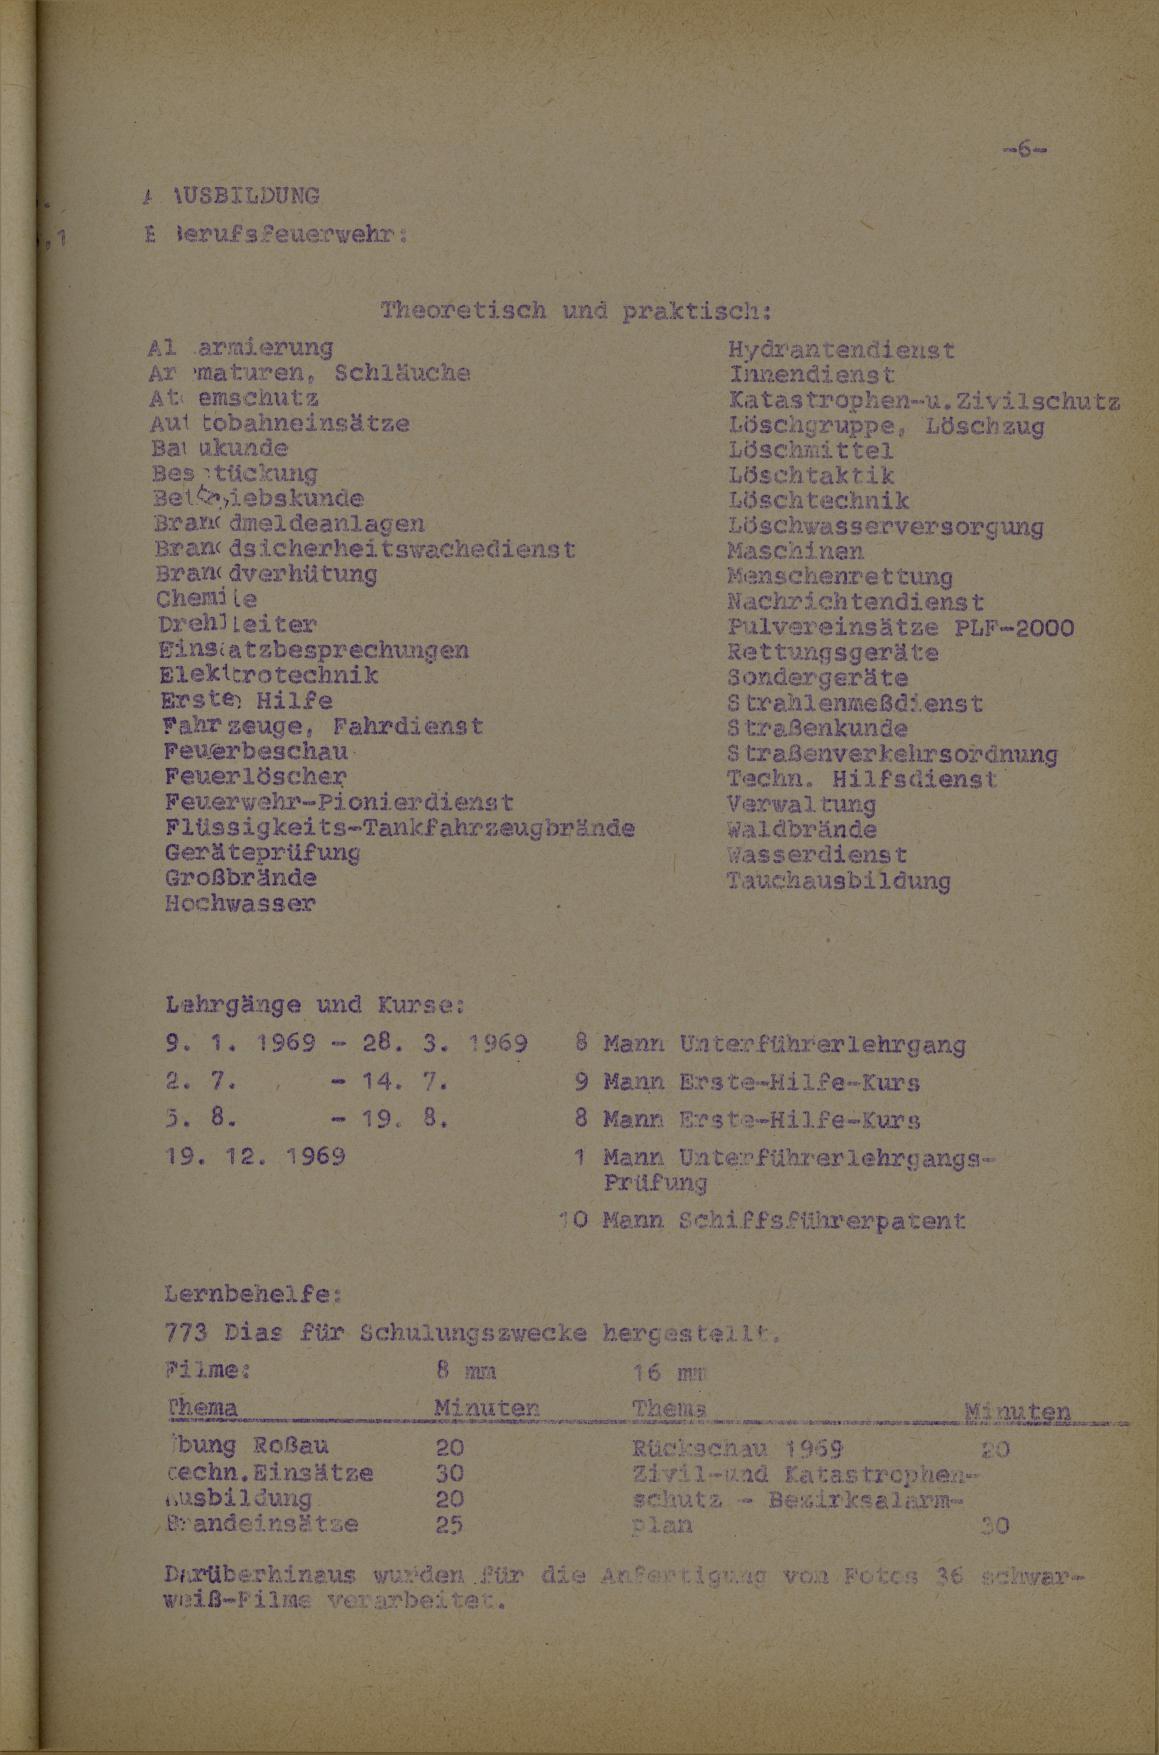 -6-
AUSBILDUNG
,1 Berufsfeuerwehr:
Theoretisch und praktisch:
Alarmierung
Armaturen, Schläuche
Atemschutz
Autobahneinsätze
Baukunde
Bestückung
Betriebskunde
Brandmeldeanlagen
Brandsicherheitswachedienst
Brandverhütung
Chemie
Drehleiter
Einsatzbesprechungen
Elektrotechnik
Erste Hilfe
Fahrzeuge, Fahrdienst
Feuerbeschau
Feuerlöscher
Feuerwehr-Pionierdienst
Flüssigkeits-Tankfahrzeugbrände
Geräteprüfung
Großbrände
Hochwasser
Hydrantendienst
Innendienst
Katastrophen-u.Zivilschutz
Löschgruppe, Löschzug
Löschmittel
Löschtaktik
Löschtechnik
Löschwasserversorgung
Maschinen
Menschenrettung
Nachrichtendienst
Pulvereinsätze PLF-2000
Rettungsgeräte
Sondergeräte
Strahlenmeßdienst
Straßenkunde
Straßenverkehrsordnung
Techn. Hilfsdienst
Verwaltung
Waldbrände
Wasserdienst
Tauchausbildung
Lehrgänge und Kurse:
9. 1. 1969 - 28. 3. 1969 8 Mann Unterführerlehrgang
2. 7. - 14. 7. 9 Mann Erste-Hilfe-Kurs
5. 8. - 19. 8. 8 Mann Erste-Hilfe-Kurs
19. 12. 1969 1 Mann Unterführerlehrgangs-
Prüfung
10 Mann Schiffsführerpatent
Lernbehelfe:
773 Dias für Schulungszwecke hergestellt.
Filme: 8 mm 16 mm
Thema Minuten Thema Minuten
Übung Roßau 20 Rückschau 1969 20
techn.Einsätze 30 Zivil-und Katastrophen-
Ausbildung 20 schutz - Bezirksalarm-
Brandeinsätze 25 plan 30
Darüberhinaus wurden für die Anfertigung von Fotos 36 schwar-
weiß-Filme verarbeitet.